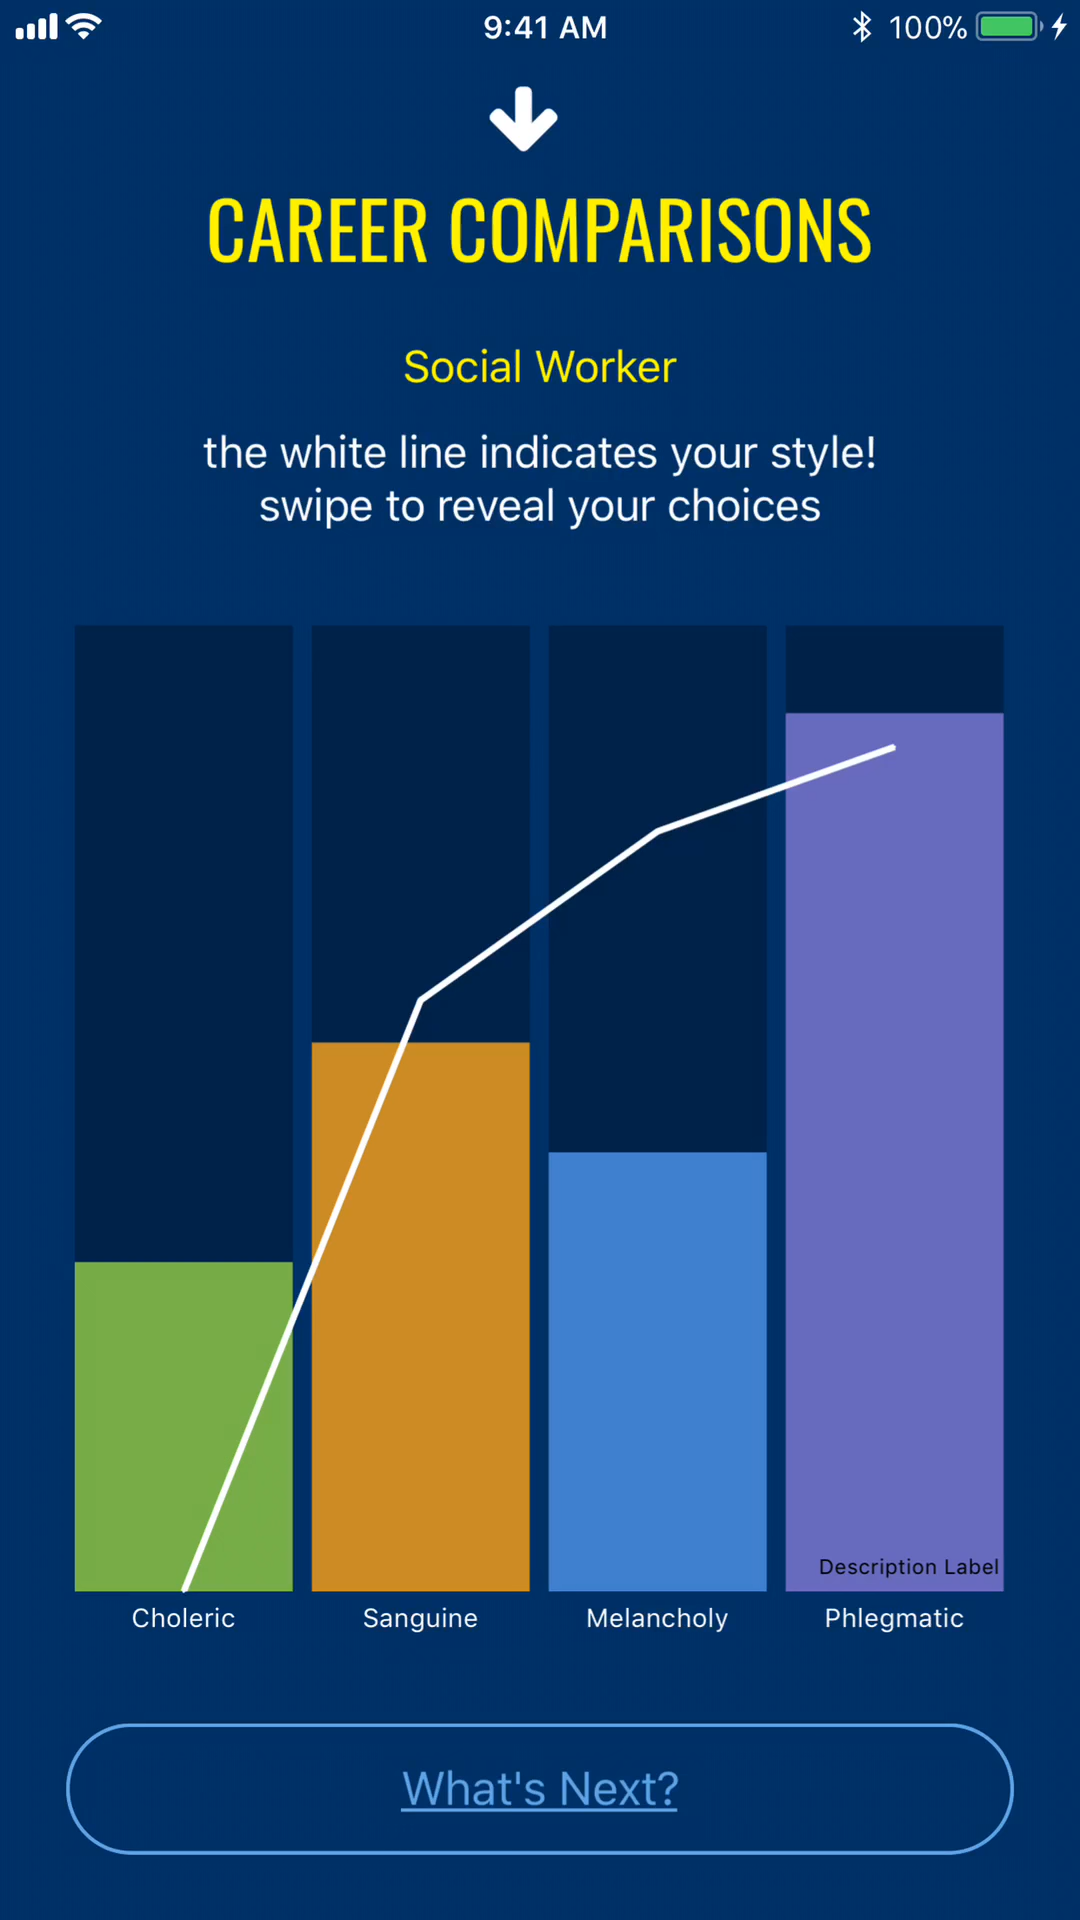 9:41 AM 100%
CAREER COMPARISONS
Social Worker
the white line indicates your style!
swipe to reveal your choices
Description Label
Choleric Sanguine Melancholy Phlegmatic
What's Next?